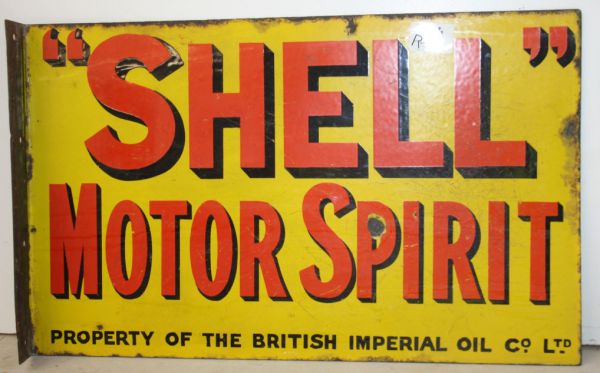 "SHELL"
MOTOR SPIRIT
PROPERTY OF THE BRITISH IMPERIAL OIL CO LTD